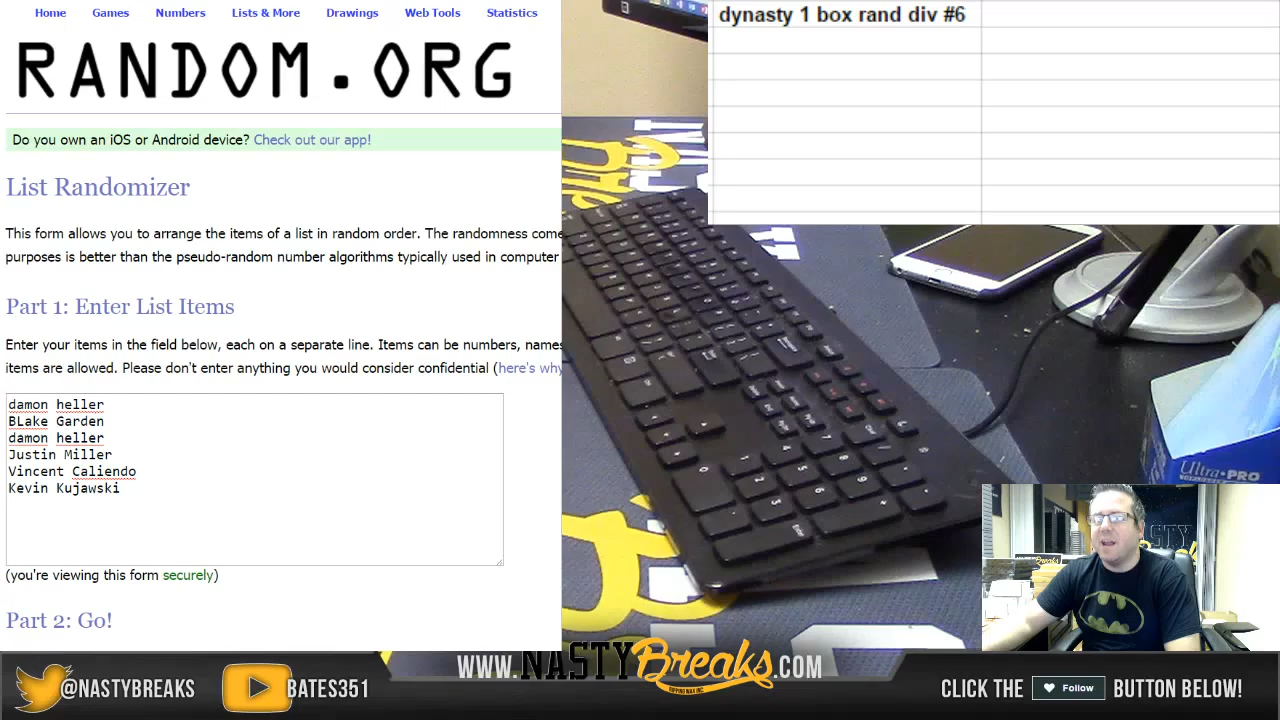 Home Games Numbers Lists & More Drawings Web Tools Statistics
RANDOM.ORG
Do you own an iOS or Android device? Check out our app!
List Randomizer
This form allows you to arrange the items of a list in random order. The randomness come
purposes is better than the pseudo-random number algorithms typically used in computer
Part 1: Enter List Items
Enter your items in the field below, each on a separate line. Items can be numbers, names
items are allowed. Please don't enter anything you would consider confidential (here's why
damon heller
BLake Garden
damon heller
Justin Miller
Vincent Caliendo
Kevin Kujawski
(you're viewing this form securely)
Part 2: Go!
dynasty 1 box rand div #6
Ultra·PRO
@NASTYBREAKS
BATES351
WWW.NASTYBreaks.COM
RIPPING WAX INC
CLICK THE Follow BUTTON BELOW!